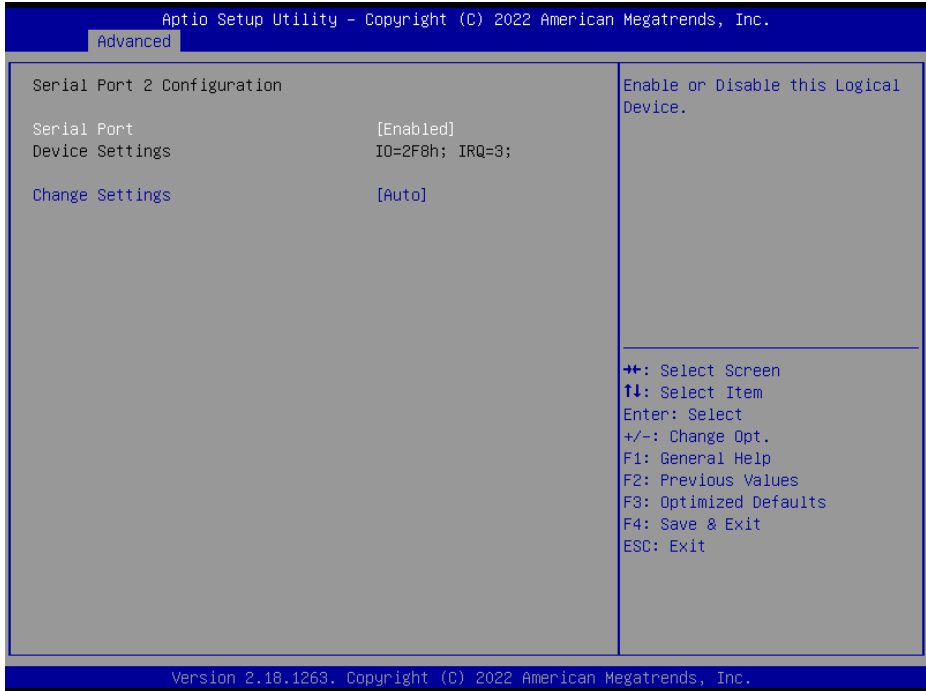 Aptio Setup Utility – Copyright (C) 2022 American Megatrends, Inc.
Advanced
Serial Port 2 Configuration
Serial Port [Enabled]
Device Settings IO=2F8h; IRQ=3;
Change Settings [Auto]
Enable or Disable this Logical
Device.
→←: Select Screen
↑↓: Select Item
Enter: Select
+/-: Change Opt.
F1: General Help
F2: Previous Values
F3: Optimized Defaults
F4: Save & Exit
ESC: Exit
Version 2.18.1263. Copyright (C) 2022 American Megatrends, Inc.